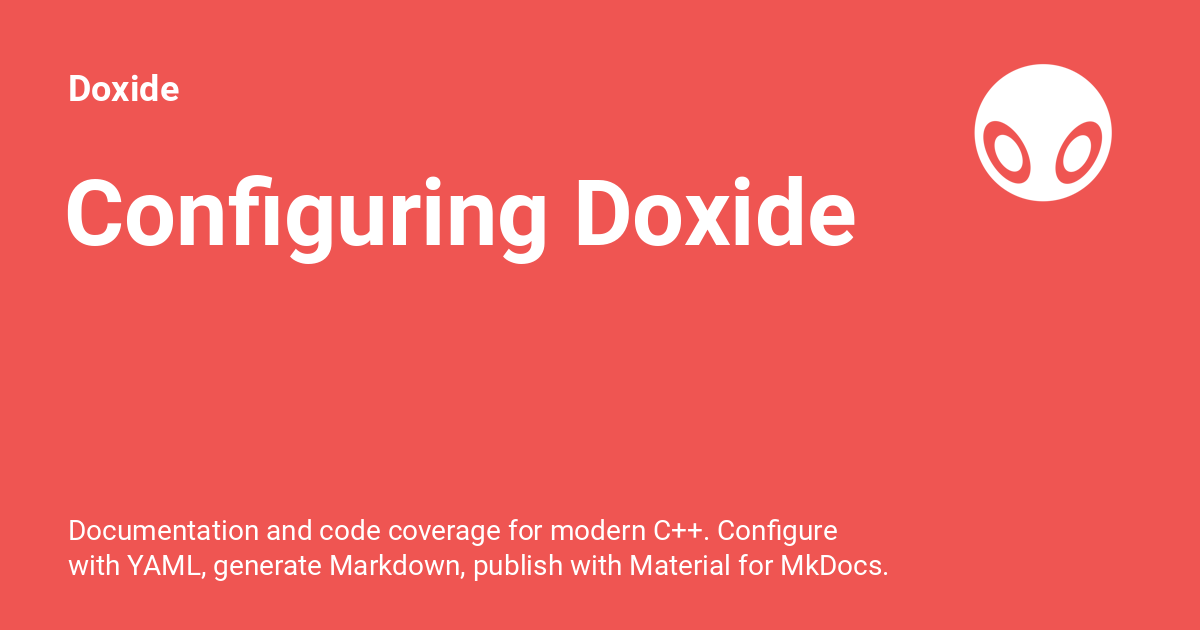 Doxide
Configuring Doxide
Documentation and code coverage for modern C++. Configure
with YAML, generate Markdown, publish with Material for MkDocs.